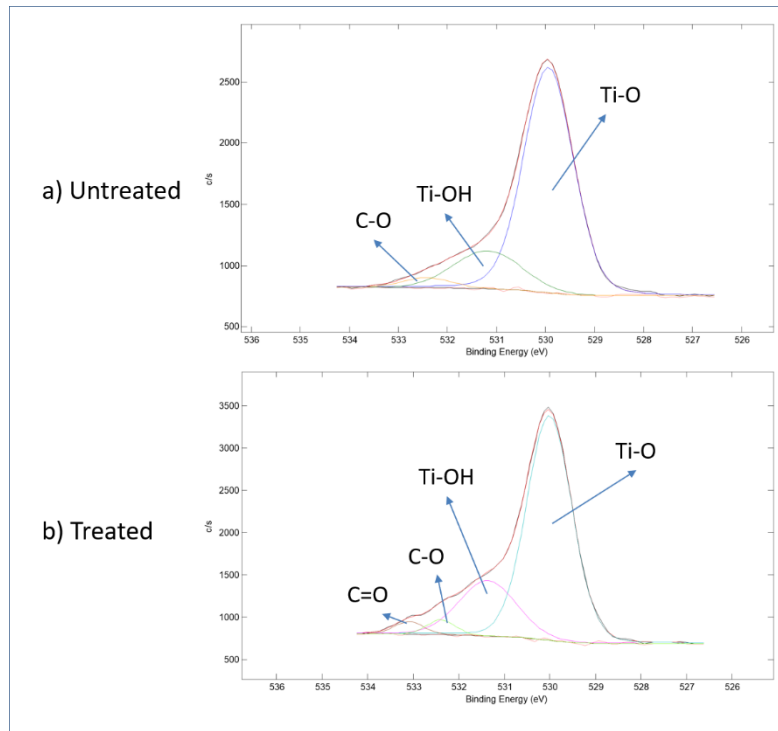 a) Untreated
2500
2000
1500
1000
500
c/s
Ti-O
Ti-OH
C-O
536 535 534 533 532 531 530 529 528 527 526
Binding Energy (eV)
b) Treated
3500
3000
2500
2000
1500
1000
500
c/s
Ti-O
Ti-OH
C-O
C=O
536 535 534 533 532 531 530 529 528 527 526
Binding Energy (eV)